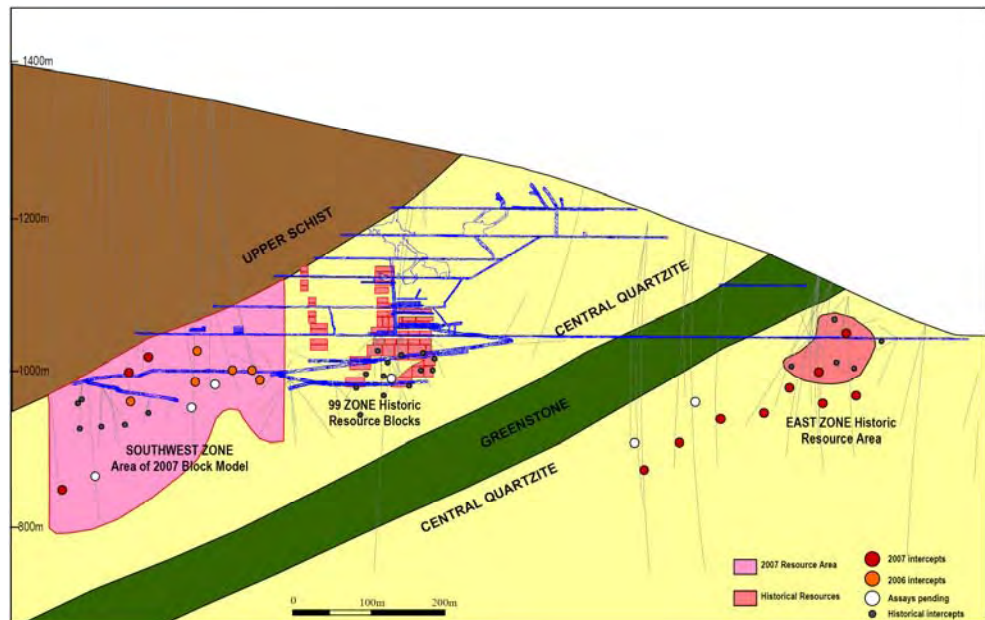 1400m
1200m
1000m
800m
UPPER SCHIST
CENTRAL QUARTZITE
GREENSTONE
CENTRAL QUARTZITE
SOUTHWEST ZONE
Area of 2007 Block Model
99 ZONE Historic
Resource Blocks
EAST ZONE Historic
Resource Area
2007 Resource Area
Historical Resources
2007 intercepts
2006 intercepts
Assays pending
Historical intercepts
0 100m 200m